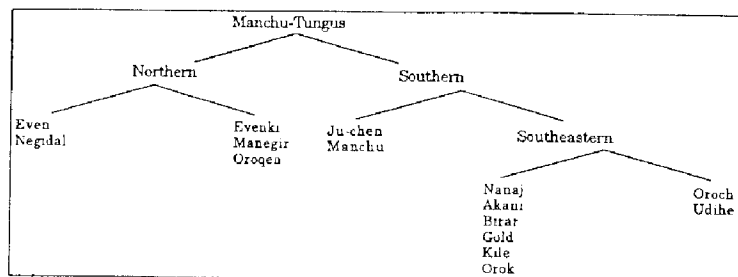 Manchu-Tungus
Northern
Southern
Even
Negidal
Evenki
Manegir
Oroqen
Ju-chen
Manchu
Southeastern
Nanaj
Akani
Birar
Gold
Kile
Orok
Oroch
Udihe